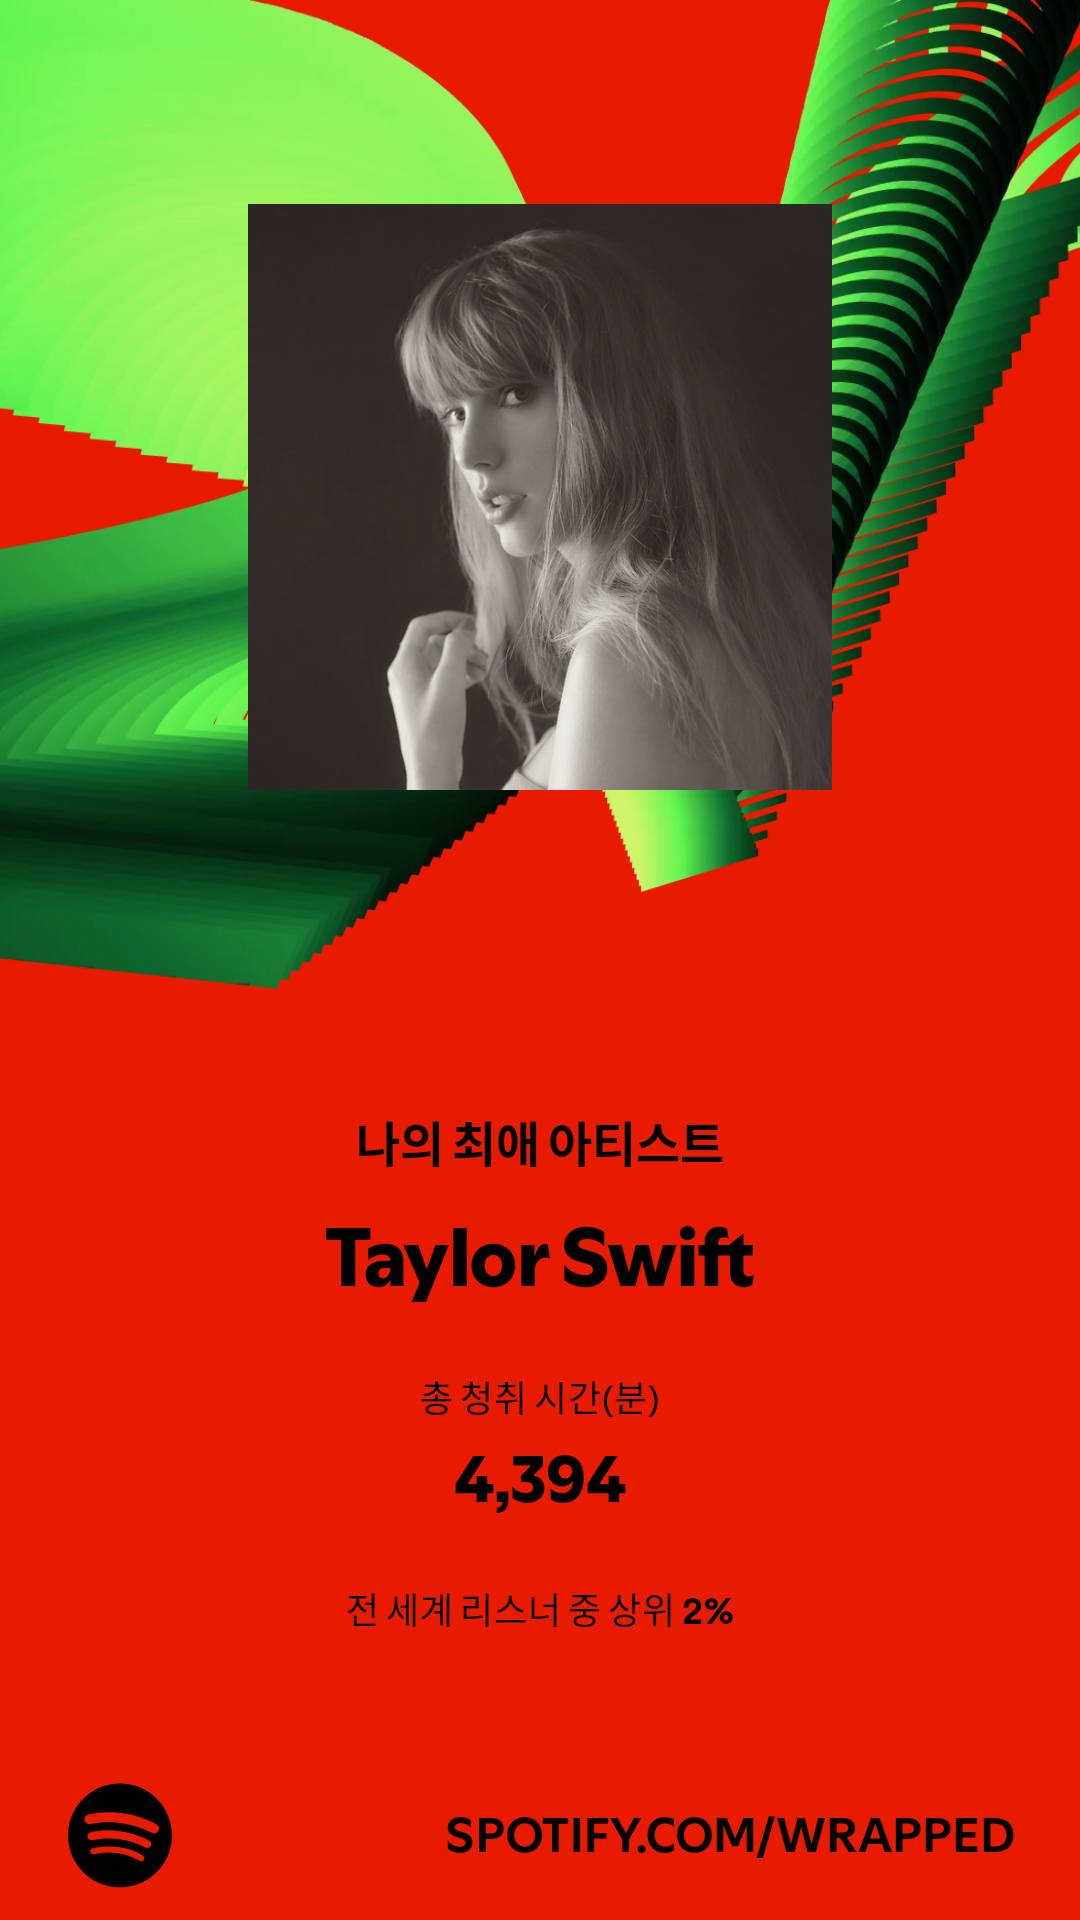 나의 최애 아티스트
Taylor Swift
총 청취 시간(분)
4,394
전 세계 리스너 중 상위 2%
SPOTIFY.COM/WRAPPED